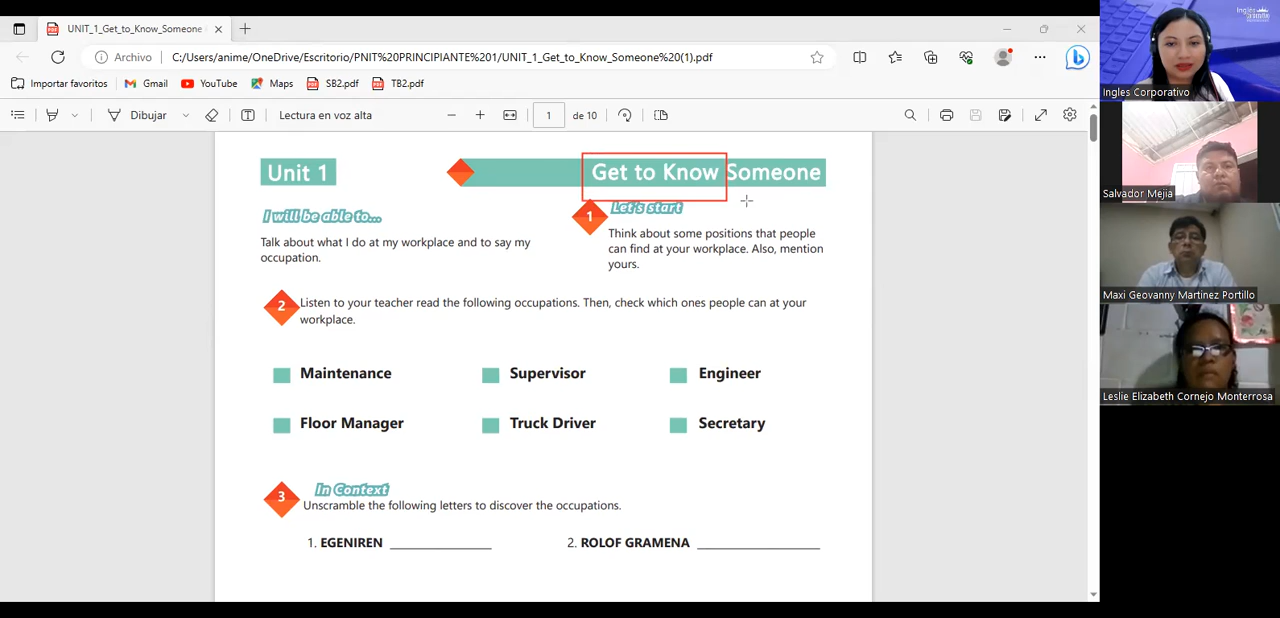 UNIT_1_Get_to_Know_Someone
Archivo
C:/Users/anime/OneDrive/Escritorio/PNIT%20PRINCIPIANTE%201/UNIT_1_Get_to_Know_Someone%20(1).pdf
Importar favoritos
Gmail
YouTube
Maps
SB2.pdf
TB2.pdf
Dibujar
Lectura en voz alta
1
de 10
Unit 1
Get to Know Someone
I will be able to...
Talk about what I do at my workplace and to say my
occupation.
1
Let's start
Think about some positions that people
can find at your workplace. Also, mention
yours.
2
Listen to your teacher read the following occupations. Then, check which ones people can at your
workplace.
Maintenance
Supervisor
Engineer
Floor Manager
Truck Driver
Secretary
3
In Context
Unscramble the following letters to discover the occupations.
1. EGENIREN _______________
2. ROLOF GRAMENA __________________
Ingles Corporativo
Salvador Mejia
Maxi Geovanny Martinez Portillo
Leslie Elizabeth Cornejo Monterrosa